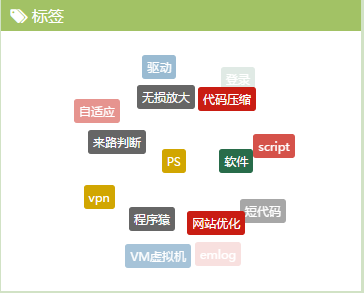 标签
驱动
登录
无损放大
代码压缩
自适应
来路判断
script
PS
软件
vpn
短代码
程序猿
网站优化
VM虚拟机
emlog